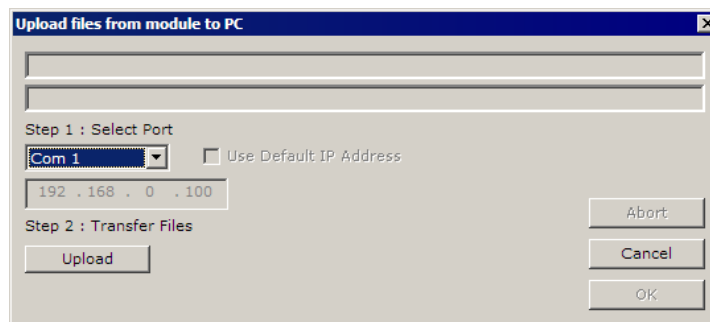 Upload files from module to PC
Step 1 : Select Port
Com 1
Use Default IP Address
192 . 168 . 0 . 100
Step 2 : Transfer Files
Abort
Upload
Cancel
OK